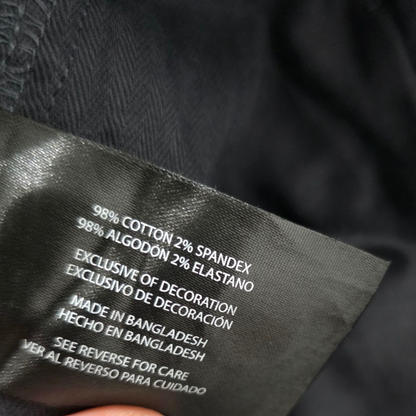 98% COTTON 2% SPANDEX
98% ALGODÓN 2% ELASTANO
EXCLUSIVE OF DECORATION
EXCLUSIVO DE DECORACIÓN
MADE IN BANGLADESH
HECHO EN BANGLADESH
SEE REVERSE FOR CARE
VER AL REVERSO PARA CUIDADO